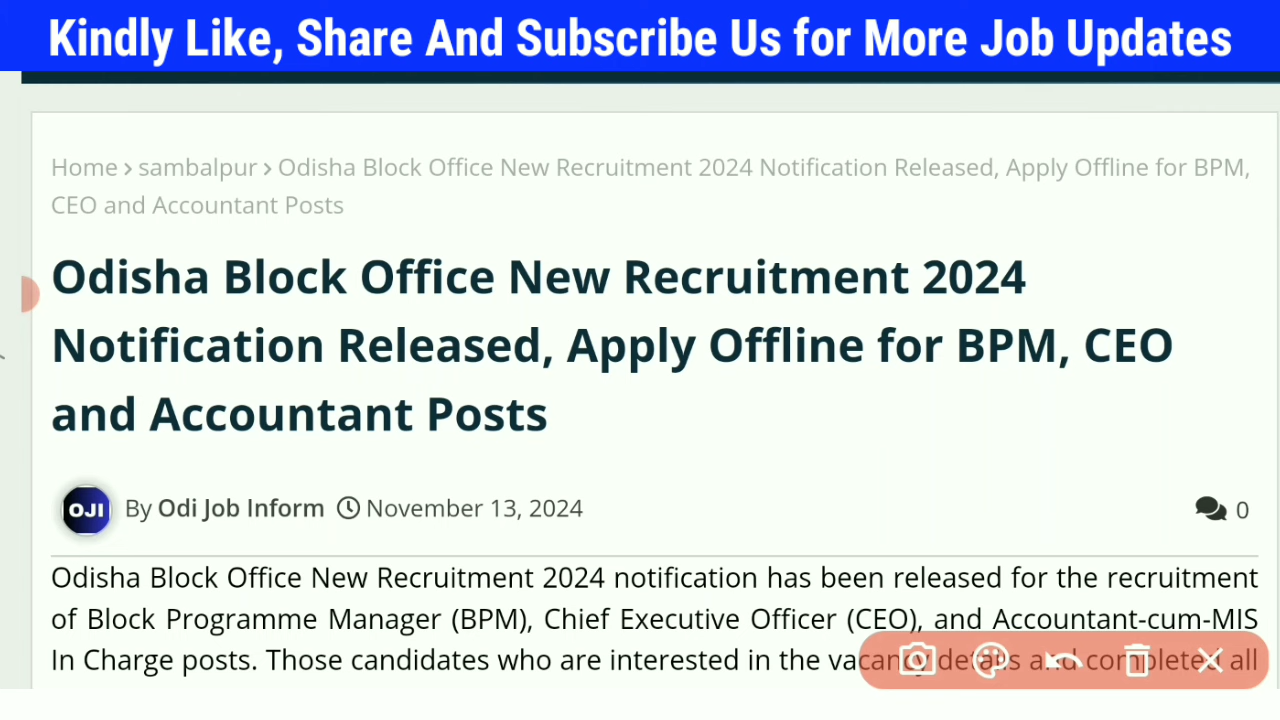 Kindly Like, Share And Subscribe Us for More Job Updates
Home > sambalpur > Odisha Block Office New Recruitment 2024 Notification Released, Apply Offline for BPM,
CEO and Accountant Posts
Odisha Block Office New Recruitment 2024
Notification Released, Apply Offline for BPM, CEO
and Accountant Posts
OJI By Odi Job Inform November 13, 2024 0
Odisha Block Office New Recruitment 2024 notification has been released for the recruitment
of Block Programme Manager (BPM), Chief Executive Officer (CEO), and Accountant-cum-MIS
In Charge posts. Those candidates who are interested in the vacancy details and completed all